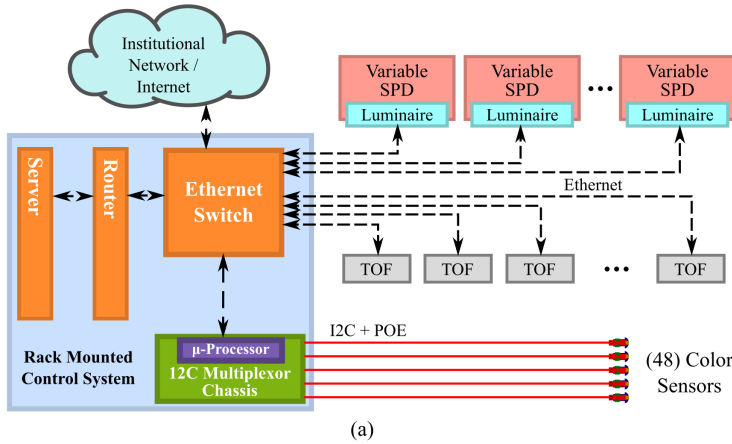 Institutional
Network /
Internet
Variable
SPD
Luminaire
Variable
SPD
Luminaire
Variable
SPD
Luminaire
Server
Router
Ethernet
Switch
Ethernet
TOF
TOF
TOF
TOF
μ-Processor
12C Multiplexor
Chassis
Rack Mounted
Control System
I2C + POE
(48) Color
Sensors
(a)